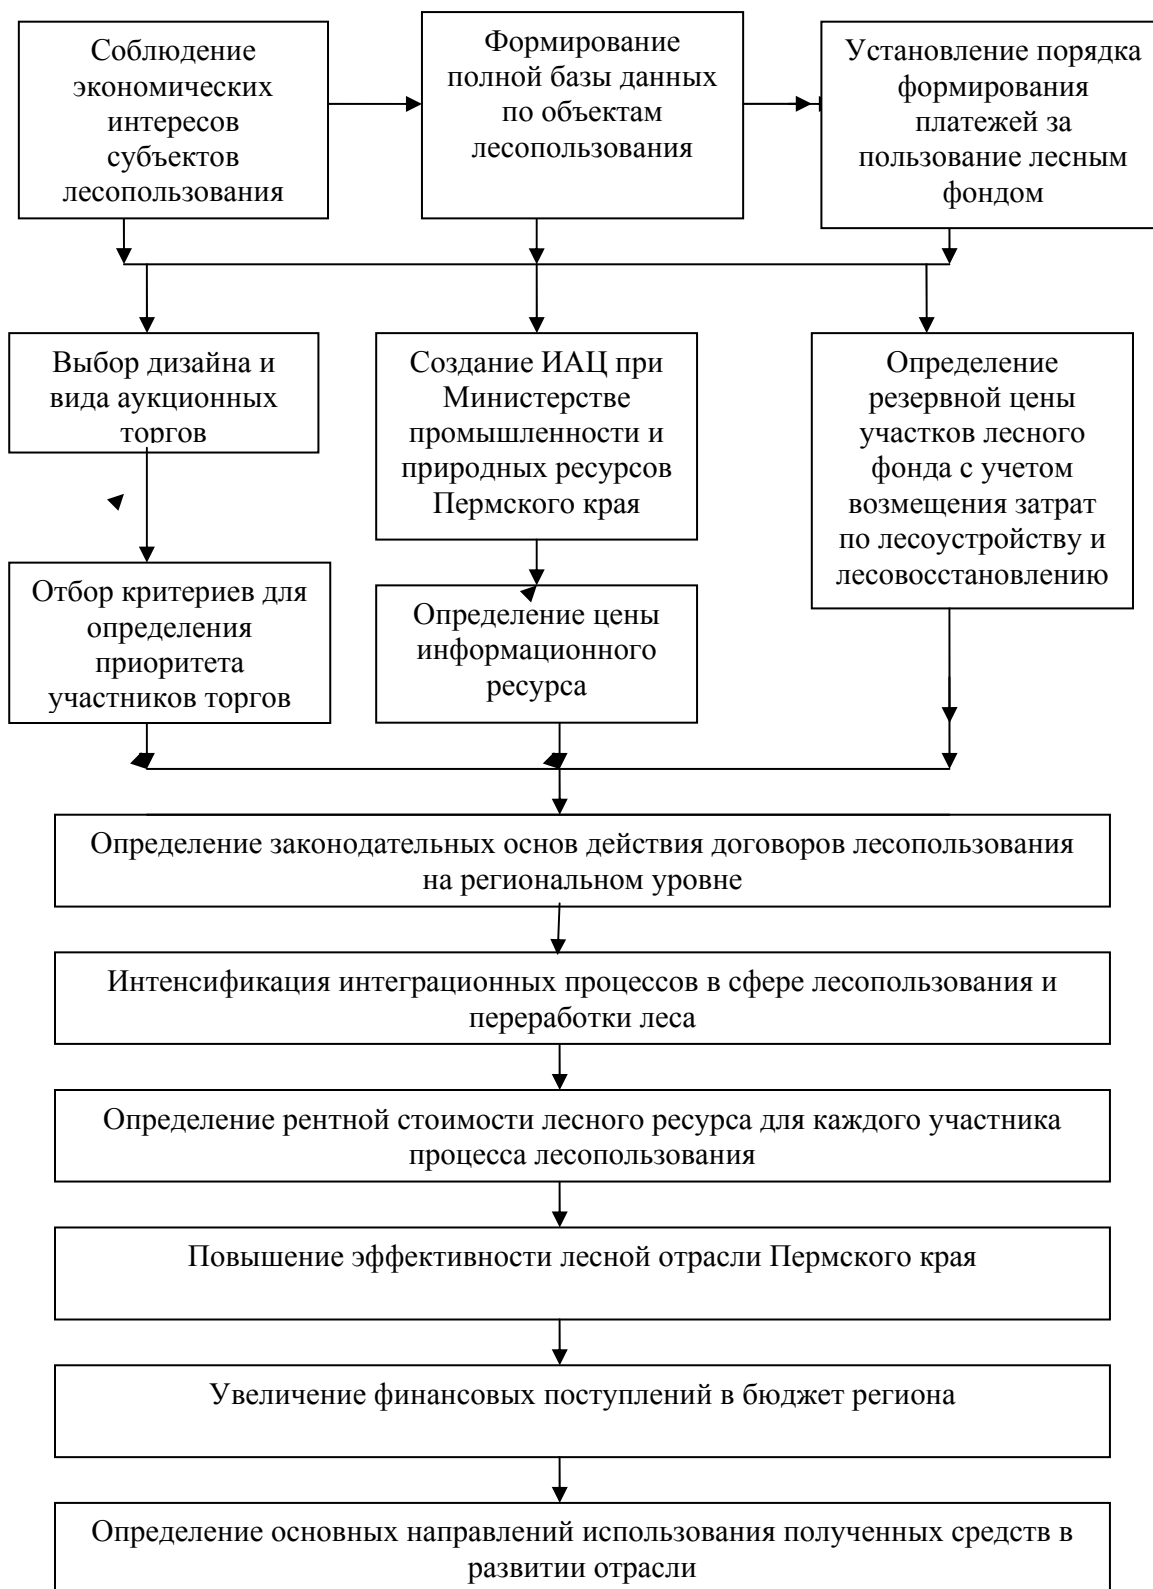 Соблюдение
экономических
интересов
субъектов
лесопользования
Формирование
полной базы данных
по объектам
лесопользования
Установление порядка
формирования
платежей за
пользование лесным
фондом
Выбор дизайна и
вида аукционных
торгов
Создание ИАЦ при
Министерстве
промышленности и
природных ресурсов
Пермского края
Определение
резервной цены
участков лесного
фонда с учетом
возмещения затрат
по лесоустройству и
лесовосстановлению
Отбор критериев для
определения
приоритета
участников торгов
Определение цены
информационного
ресурса
Определение законодательных основ действия договоров лесопользования
на региональном уровне
Интенсификация интеграционных процессов в сфере лесопользования и
переработки леса
Определение рентной стоимости лесного ресурса для каждого участника
процесса лесопользования
Повышение эффективности лесной отрасли Пермского края
Увеличение финансовых поступлений в бюджет региона
Определение основных направлений использования полученных средств в
развитии отрасли